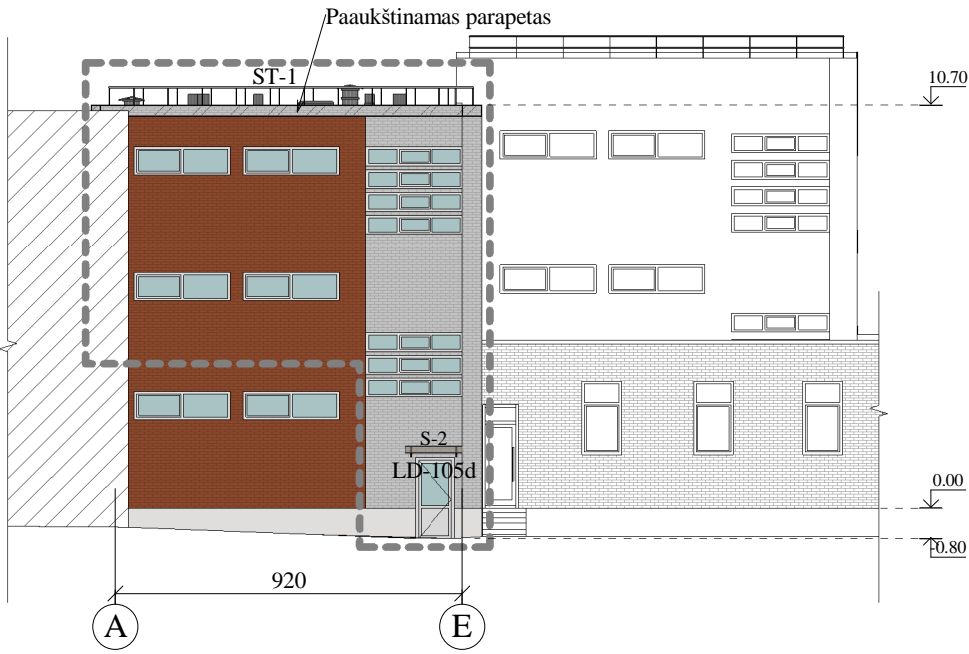 Paaukštinamas parapetas
ST-1
10.70
S-2
LD-105d
0.00
-0.80
920
A
E